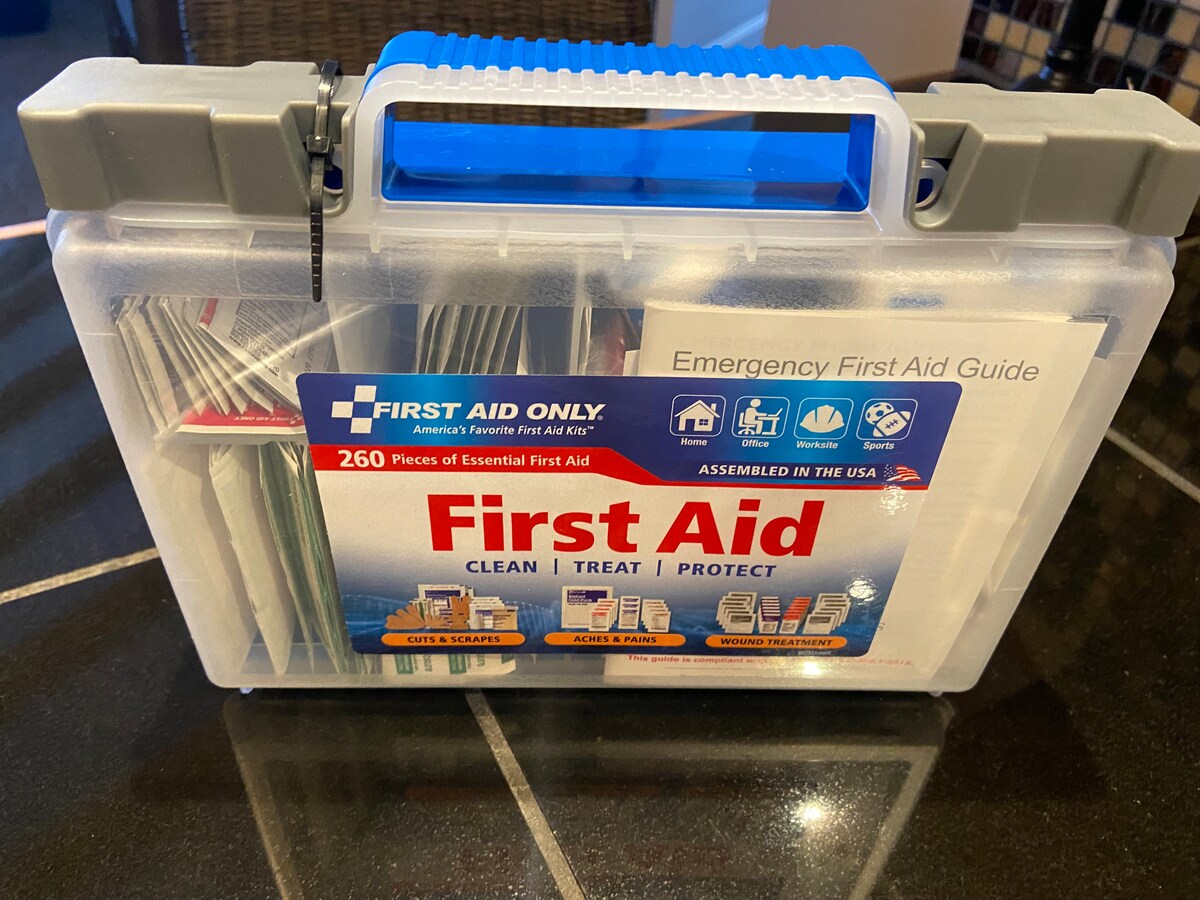 Emergency First Aid Guide
FIRST AID ONLY®
America's Favorite First Aid Kits™
Home
Office
Worksite
Sports
260 Pieces of Essential First Aid
ASSEMBLED IN THE USA
First Aid
CLEAN | TREAT | PROTECT
CUTS & SCRAPES
ACHES & PAINS
WOUND TREATMENT
This guide is compliant